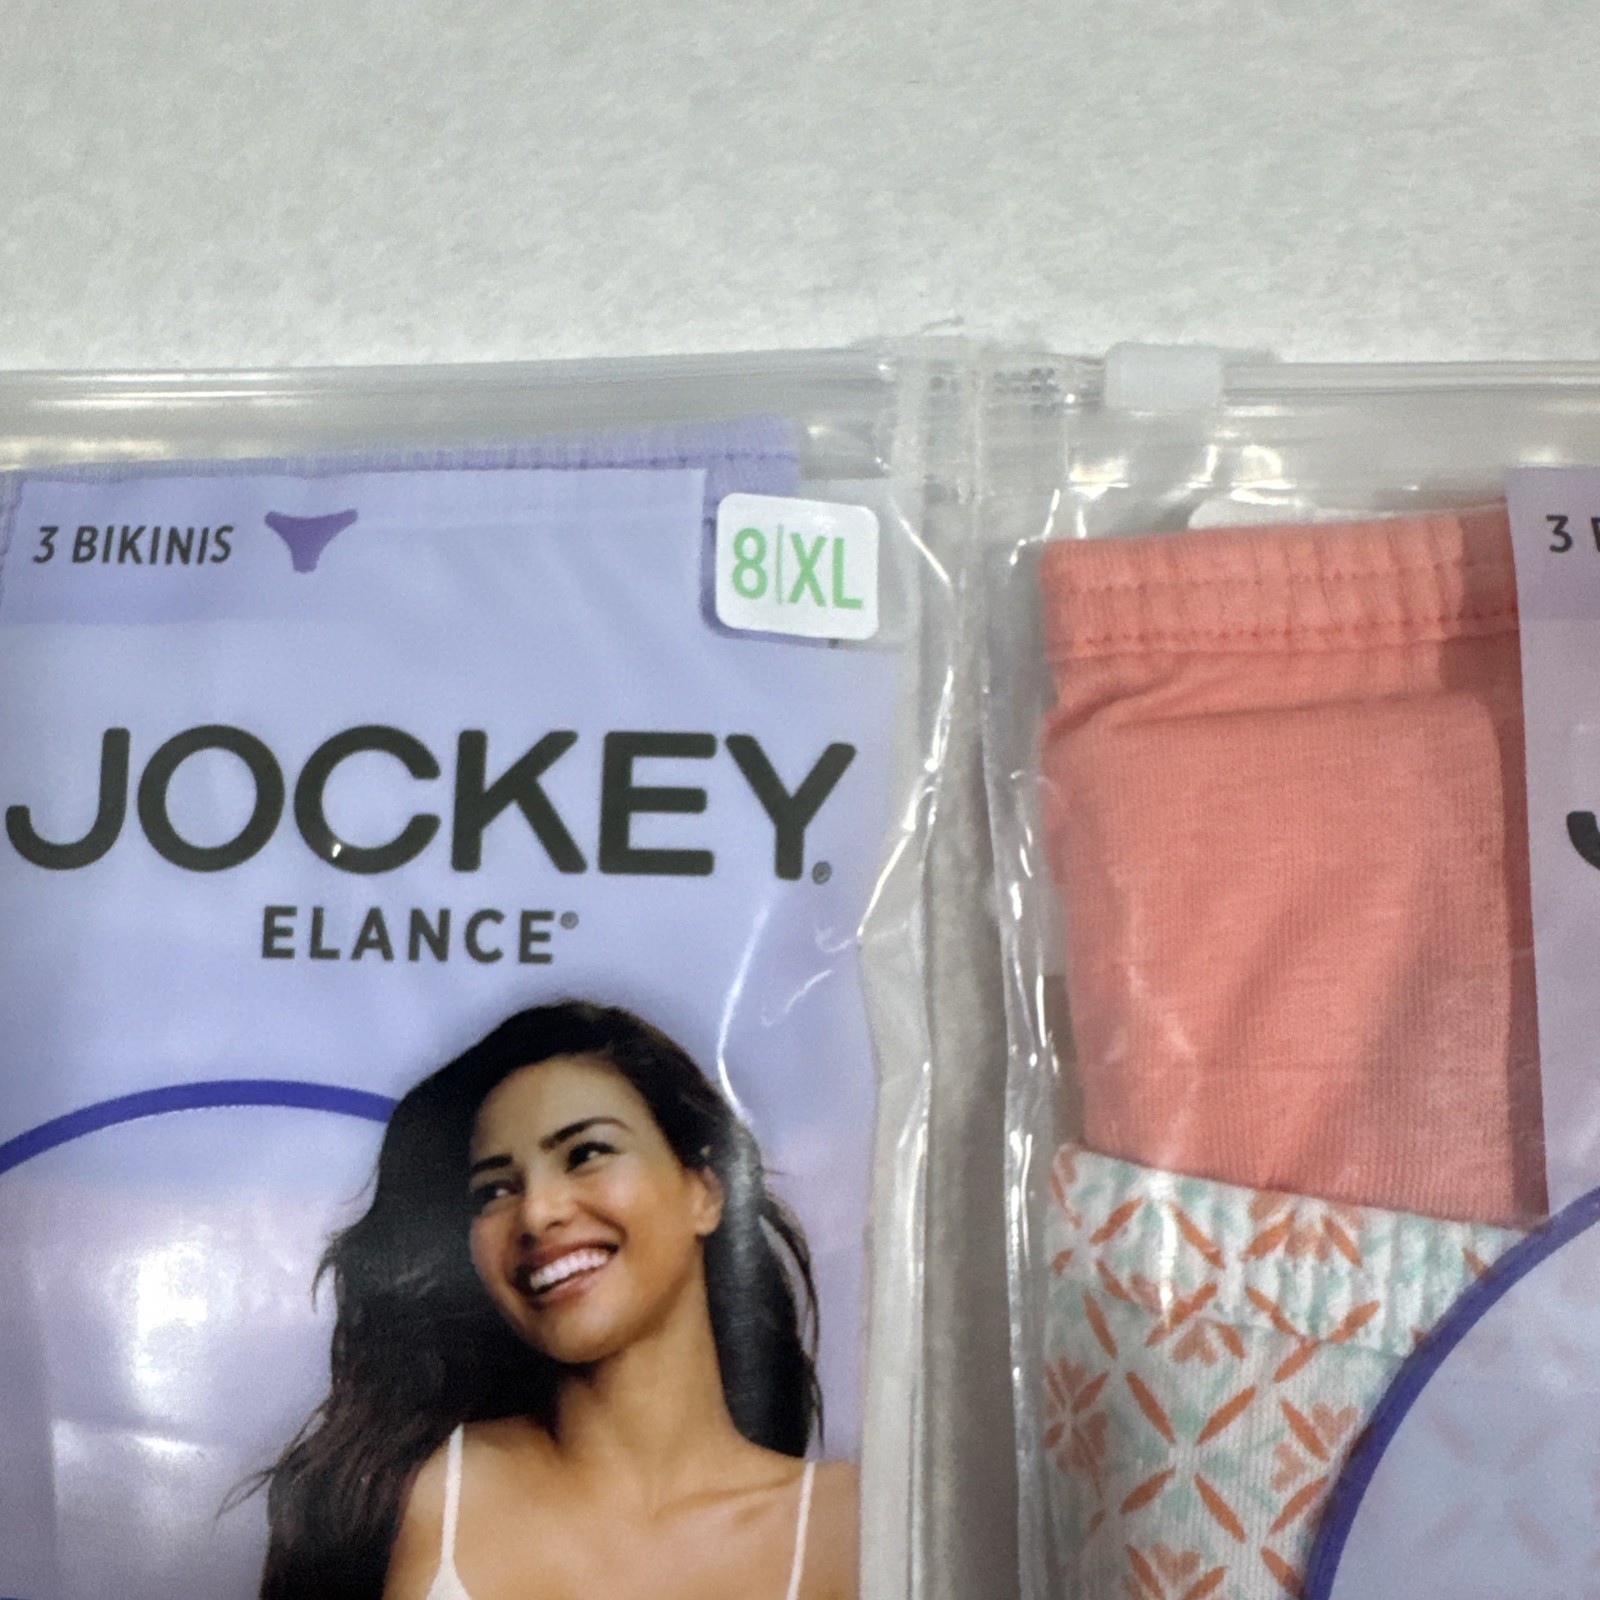 3 BIKINIS
8|XL
JOCKEY®
ELANCE®
3